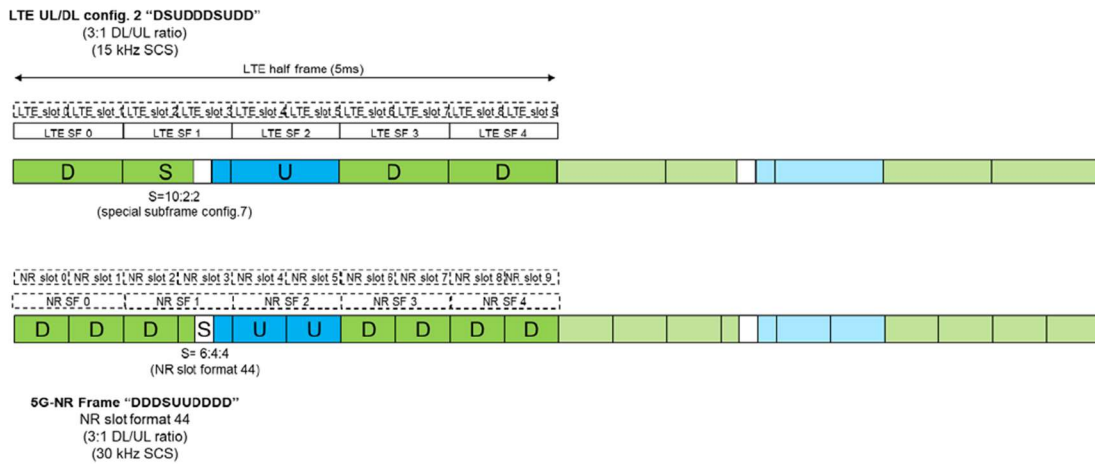 LTE UL/DL config. 2 “DSUDDDSUDD”
(3:1 DL/UL ratio)
(15 kHz SCS)
LTE half frame (5ms)
LTE slot 0 LTE slot 1 LTE slot 2 LTE slot 3 LTE slot 4 LTE slot 5 LTE slot 6 LTE slot 7 LTE slot 8 LTE slot 9
LTE SF 0 LTE SF 1 LTE SF 2 LTE SF 3 LTE SF 4
D S U D D
S=10:2:2
(special subframe config.7)
NR slot 0 NR slot 1 NR slot 2 NR slot 3 NR slot 4 NR slot 5 NR slot 6 NR slot 7 NR slot 8 NR slot 9
NR SF 0 NR SF 1 NR SF 2 NR SF 3 NR SF 4
D D D S U U D D D D
S= 6:4:4
(NR slot format 44)
5G-NR Frame “DDDSUUDDDD”
NR slot format 44
(3:1 DL/UL ratio)
(30 kHz SCS)